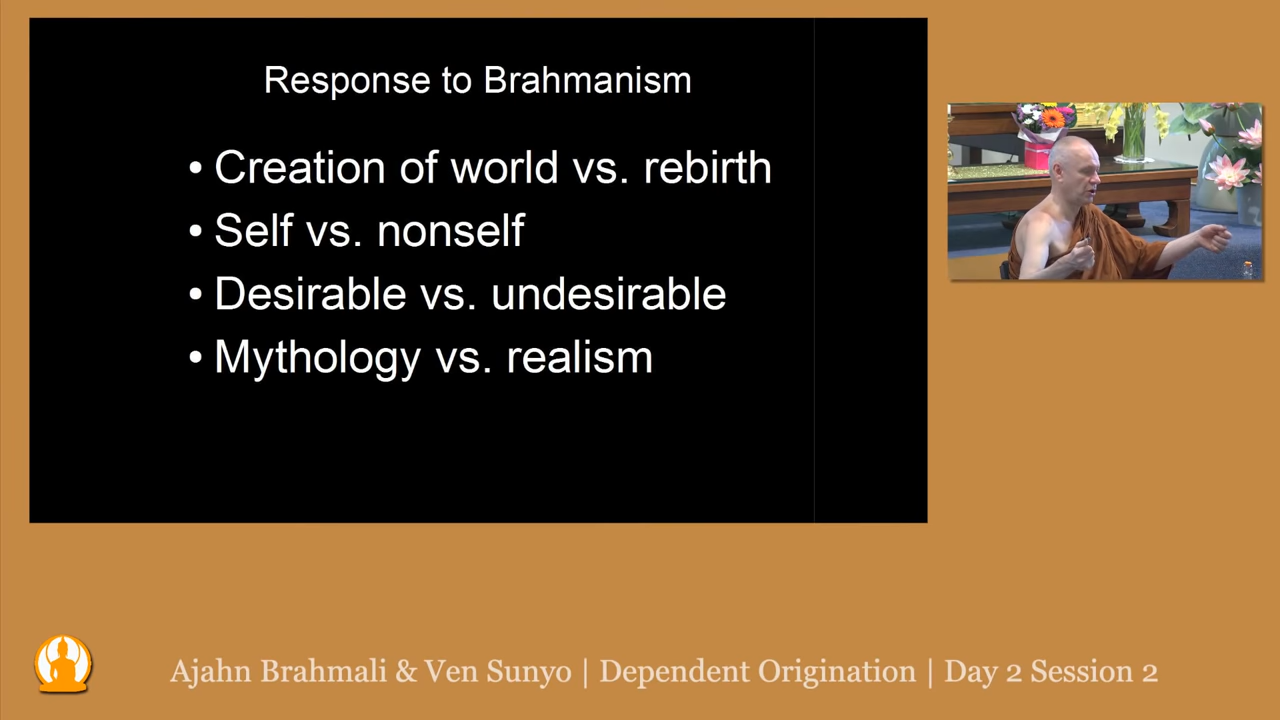 Response to Brahmanism
• Creation of world vs. rebirth
• Self vs. nonself
• Desirable vs. undesirable
• Mythology vs. realism
Ajahn Brahmali & Ven Sunyo | Dependent Origination | Day 2 Session 2